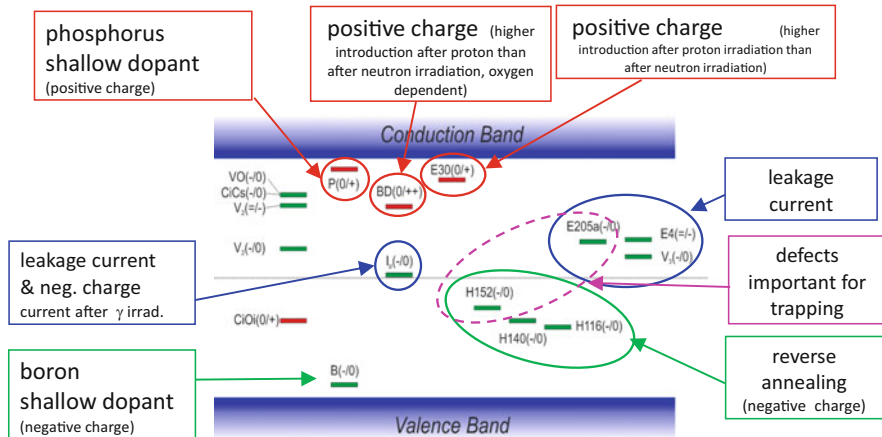 phosphorus
shallow dopant
(positive charge)
positive charge (higher
introduction after proton than
after neutron irradiation, oxygen
dependent)
positive charge (higher
introduction after proton irradiation than
after neutron irradiation)
Conduction Band
VO(-/0)
CiCs(-/0)
V₂(=/-)
P(0/+)
BD(0/++)
E30(0/+)
leakage
current
V₂(-/0)
E205a(-/0)
E4(=/-)
V₃(-/0)
leakage current
& neg. charge
current after γ irrad.
Iₚ(-/0)
defects
important for
trapping
CiOi(0/+)
H152(-/0)
H140(-/0)
H116(-/0)
boron
shallow dopant
(negative charge)
B(-/0)
reverse
annealing
(negative charge)
Valence Band